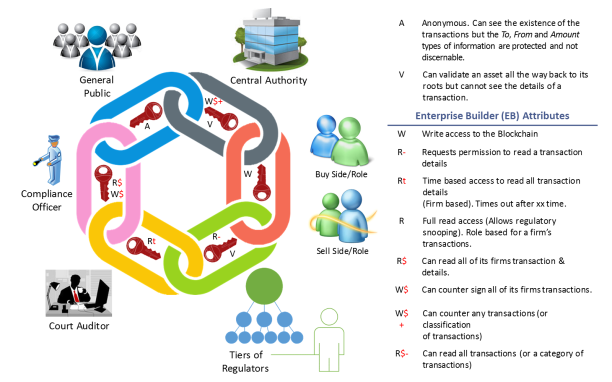 General
Public
Central Authority
W$+
V
A
W
Buy Side/Role
Compliance
Officer
R$
W$
Rt
R-
V
Sell Side/Role
Court Auditor
Tiers of
Regulators
A Anonymous. Can see the existence of the
transactions but the To, From and Amount
types of information are protected and not
discernable.
V Can validate an asset all the way back to its
roots but cannot see the details of a
transaction.
Enterprise Builder (EB) Attributes
W Write access to the Blockchain
R- Requests permission to read a transaction
details
Rt Time based access to read all transaction
details
(Firm based). Times out after xx time.
R Full read access (Allows regulatory
snooping). Role based for a firm's
transactions.
R$ Can read all of its firms transaction &
details.
W$ Can counter sign all of its firms transactions.
W$ Can counter any transactions (or
+ classification
of transactions)
R$- Can read all transactions (or a category of
transactions)